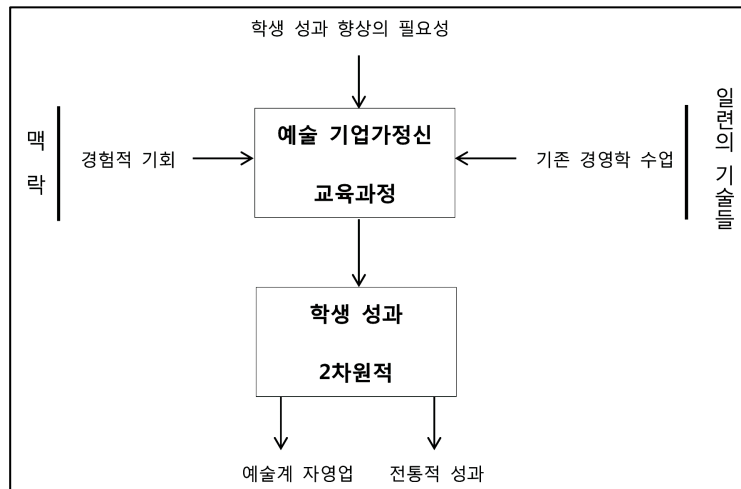 학생 성과 향상의 필요성
맥락
경험적 기회
예술 기업가정신
교육과정
기존 경영학 수업
일련의 기술들
학생 성과
2차원적
예술계 자영업
전통적 성과